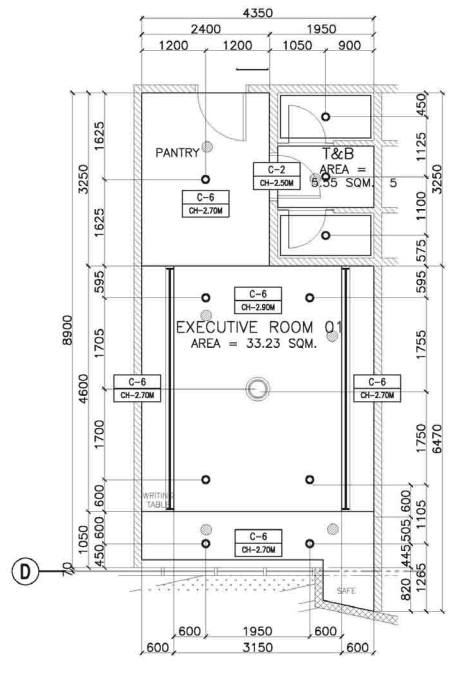 4350
2400
1950
1200
1200
1050
900
450
1625
1125
3250
PANTRY
T&B
C-2
AREA =
CH-2.50M
5.55 SQM.
5
3250
C-6
CH-2.70M
1625
1100
575
595
595
C-6
CH-2.90M
EXECUTIVE ROOM 01
AREA = 33.23 SQM.
8900
1705
1755
4600
C-6
CH-2.70M
C-6
CH-2.70M
6470
1700
1750
600
WRITING
TABLE
600
1050
600
C-6
CH-2.70M
505
1105
450
445
D
70
820
1265
SAFE
600
1950
600
600
3150
600